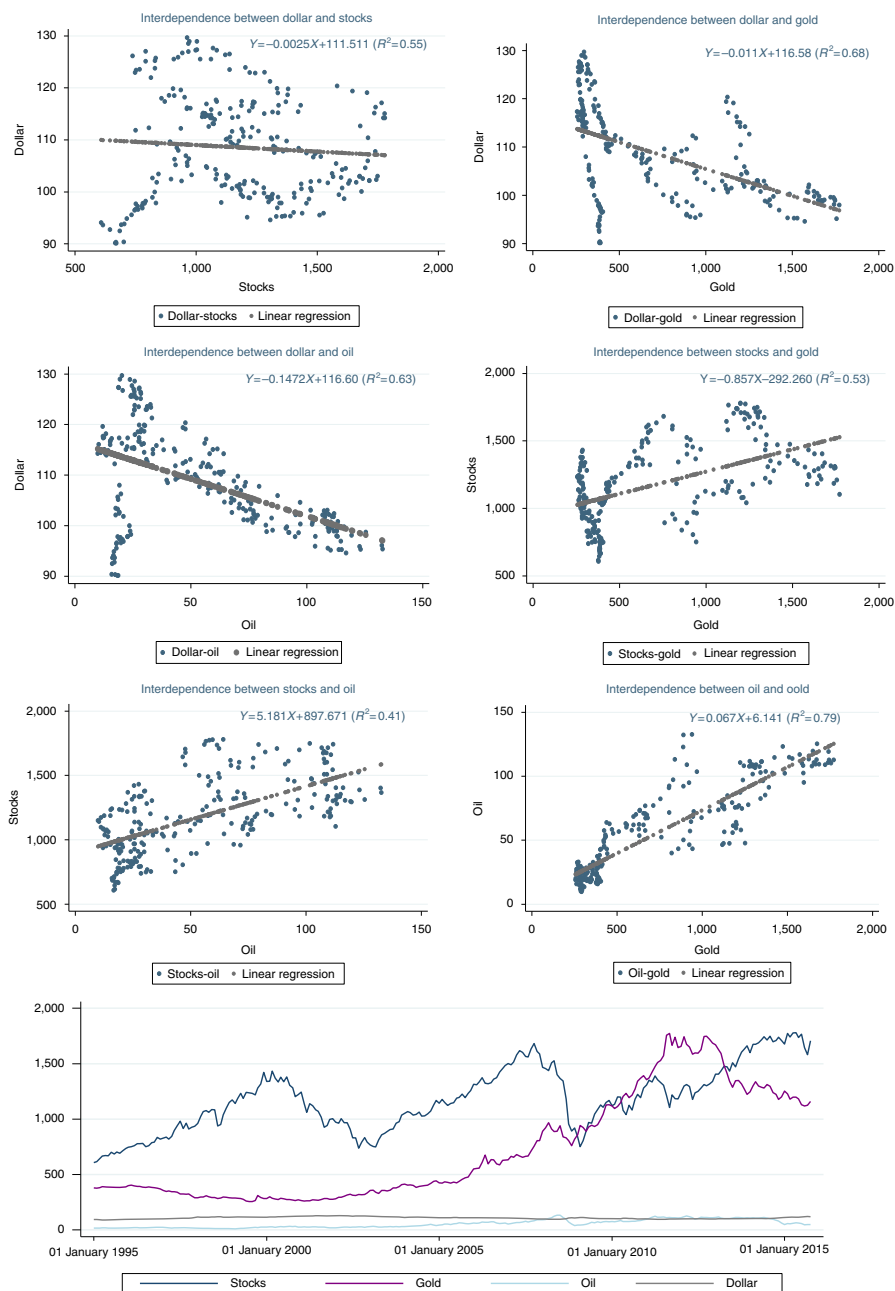 Interdependence between dollar and stocks
Y=–0.0025X+111.511 (R²=0.55)
130
120
110
100
90
Dollar
500
1,000
1,500
2,000
Stocks
Dollar-stocks
Linear regression
Interdependence between dollar and gold
Y=–0.011X+116.58 (R²=0.68)
130
120
110
100
90
Dollar
0
500
1,000
1,500
2,000
Gold
Dollar-gold
Linear regression
Interdependence between dollar and oil
Y=–0.1472X+116.60 (R²=0.63)
130
120
110
100
90
Dollar
0
50
100
150
Oil
Dollar-oil
Linear regression
Interdependence between stocks and gold
Y=–0.857X–292.260 (R²=0.53)
2,000
1,500
1,000
500
Stocks
0
500
1,000
1,500
2,000
Gold
Stocks-gold
Linear regression
Interdependence between stocks and oil
Y=5.181X+897.671 (R²=0.41)
2,000
1,500
1,000
500
Stocks
0
50
100
150
Oil
Stocks-oil
Linear regression
Interdependence between oil and oold
Y=0.067X+6.141 (R²=0.79)
150
100
50
0
Oil
0
500
1,000
1,500
2,000
Gold
Oil-gold
Linear regression
2,000
1,500
1,000
500
0
01 January 1995
01 January 2000
01 January 2005
01 January 2010
01 January 2015
Stocks
Gold
Oil
Dollar